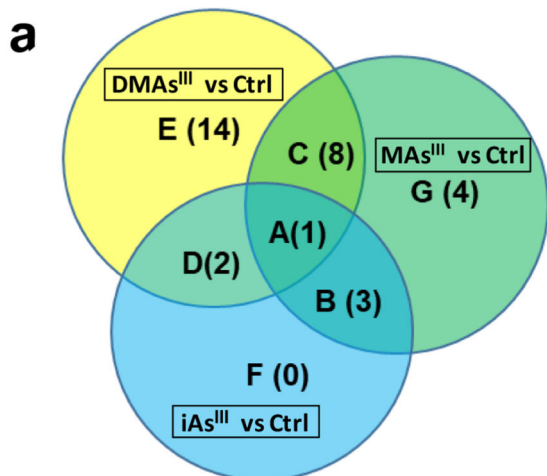 a
DMAsᴵᴵᴵ vs Ctrl
E (14)
C (8)
MAsᴵᴵᴵ vs Ctrl
G (4)
A(1)
D(2)
B (3)
F (0)
iAsᴵᴵᴵ vs Ctrl